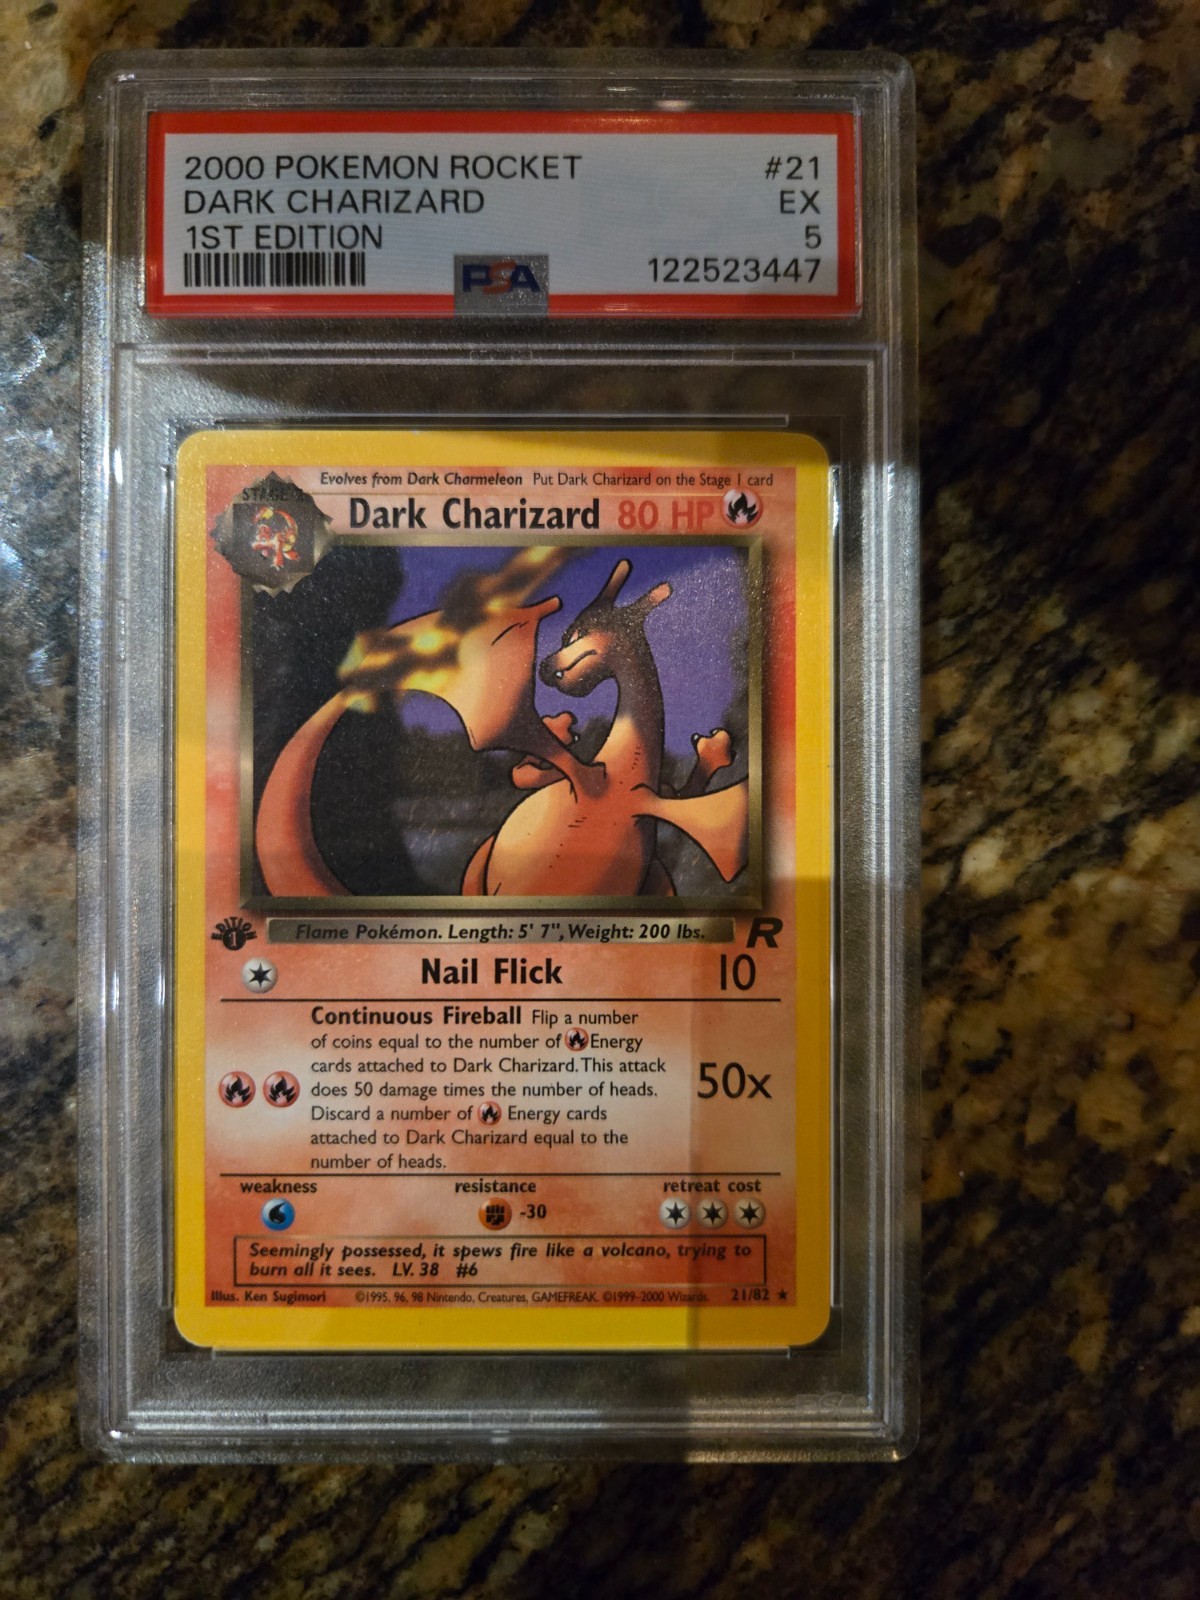 2000 POKEMON ROCKET #21
DARK CHARIZARD EX
1ST EDITION 5
PSA 122523447
Evolves from Dark Charmeleon Put Dark Charizard on the Stage 1 card
STAGE 2
Dark Charizard 80 HP
EDITION 1
Flame Pokémon. Length: 5' 7", Weight: 200 lbs. R
Nail Flick 10
Continuous Fireball Flip a number
of coins equal to the number of Energy
cards attached to Dark Charizard. This attack
does 50 damage times the number of heads.
50x
Discard a number of Energy cards
attached to Dark Charizard equal to the
number of heads.
weakness resistance retreat cost
-30
Seemingly possessed, it spews fire like a volcano, trying to
burn all it sees. LV. 38 #6
Illus. Ken Sugimori ©1995, 96, 98 Nintendo, Creatures, GAMEFREAK. ©1999-2000 Wizards. 21/82 ★